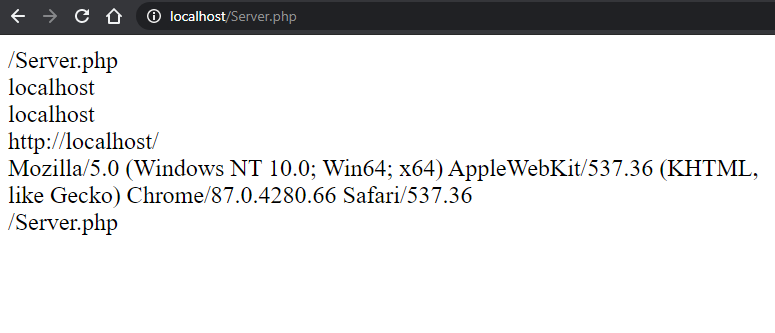 localhost/Server.php
/Server.php
localhost
localhost
http://localhost/
Mozilla/5.0 (Windows NT 10.0; Win64; x64) AppleWebKit/537.36 (KHTML,
like Gecko) Chrome/87.0.4280.66 Safari/537.36
/Server.php